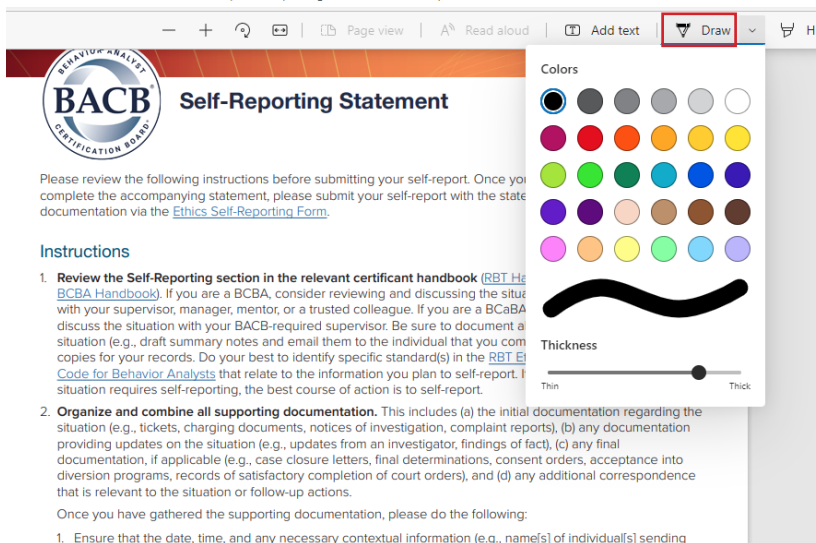 Page view
Read aloud
Add text
Draw
H
BEHAVIOR ANALYST
BACB
CERTIFICATION BOARD
Self-Reporting Statement
Colors
Thickness
Thin Thick
Please review the following instructions before submitting your self-report. Once you
complete the accompanying statement, please submit your self-report with the state
documentation via the Ethics Self-Reporting Form.
Instructions
1. Review the Self-Reporting section in the relevant certificant handbook (RBT Ha
BCBA Handbook). If you are a BCBA, consider reviewing and discussing the situa
with your supervisor, manager, mentor, or a trusted colleague. If you are a BCaBA
discuss the situation with your BACB-required supervisor. Be sure to document a
situation (e.g., draft summary notes and email them to the individual that you com
copies for your records. Do your best to identify specific standard(s) in the RBT Et
Code for Behavior Analysts that relate to the information you plan to self-report. I
situation requires self-reporting, the best course of action is to self-report.
2. Organize and combine all supporting documentation. This includes (a) the initial documentation regarding the
situation (e.g., tickets, charging documents, notices of investigation, complaint reports), (b) any documentation
providing updates on the situation (e.g., updates from an investigator, findings of fact), (c) any final
documentation, if applicable (e.g., case closure letters, final determinations, consent orders, acceptance into
diversion programs, records of satisfactory completion of court orders), and (d) any additional correspondence
that is relevant to the situation or follow-up actions.
Once you have gathered the supporting documentation, please do the following:
1. Ensure that the date, time, and any necessary contextual information (e.g., name[s] of individual[s] sending